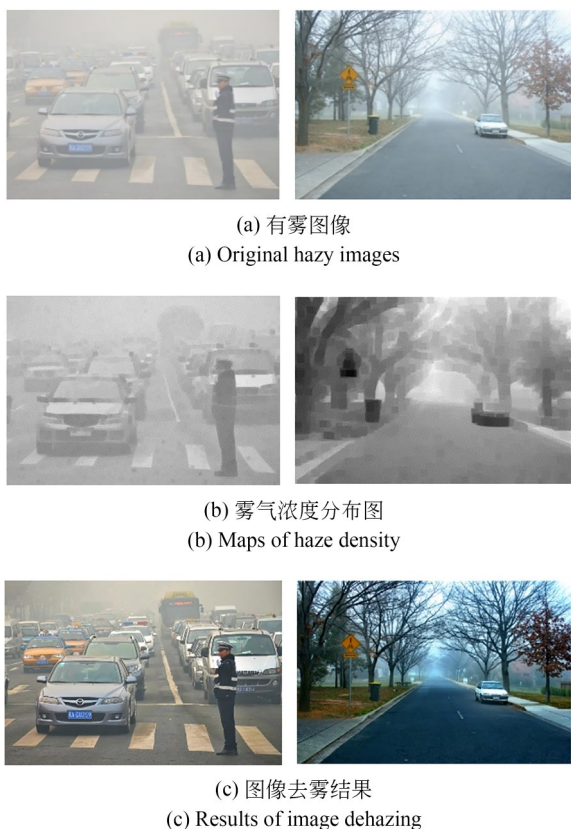 (a) 有雾图像
(a) Original hazy images
(b) 雾气浓度分布图
(b) Maps of haze density
(c) 图像去雾结果
(c) Results of image dehazing